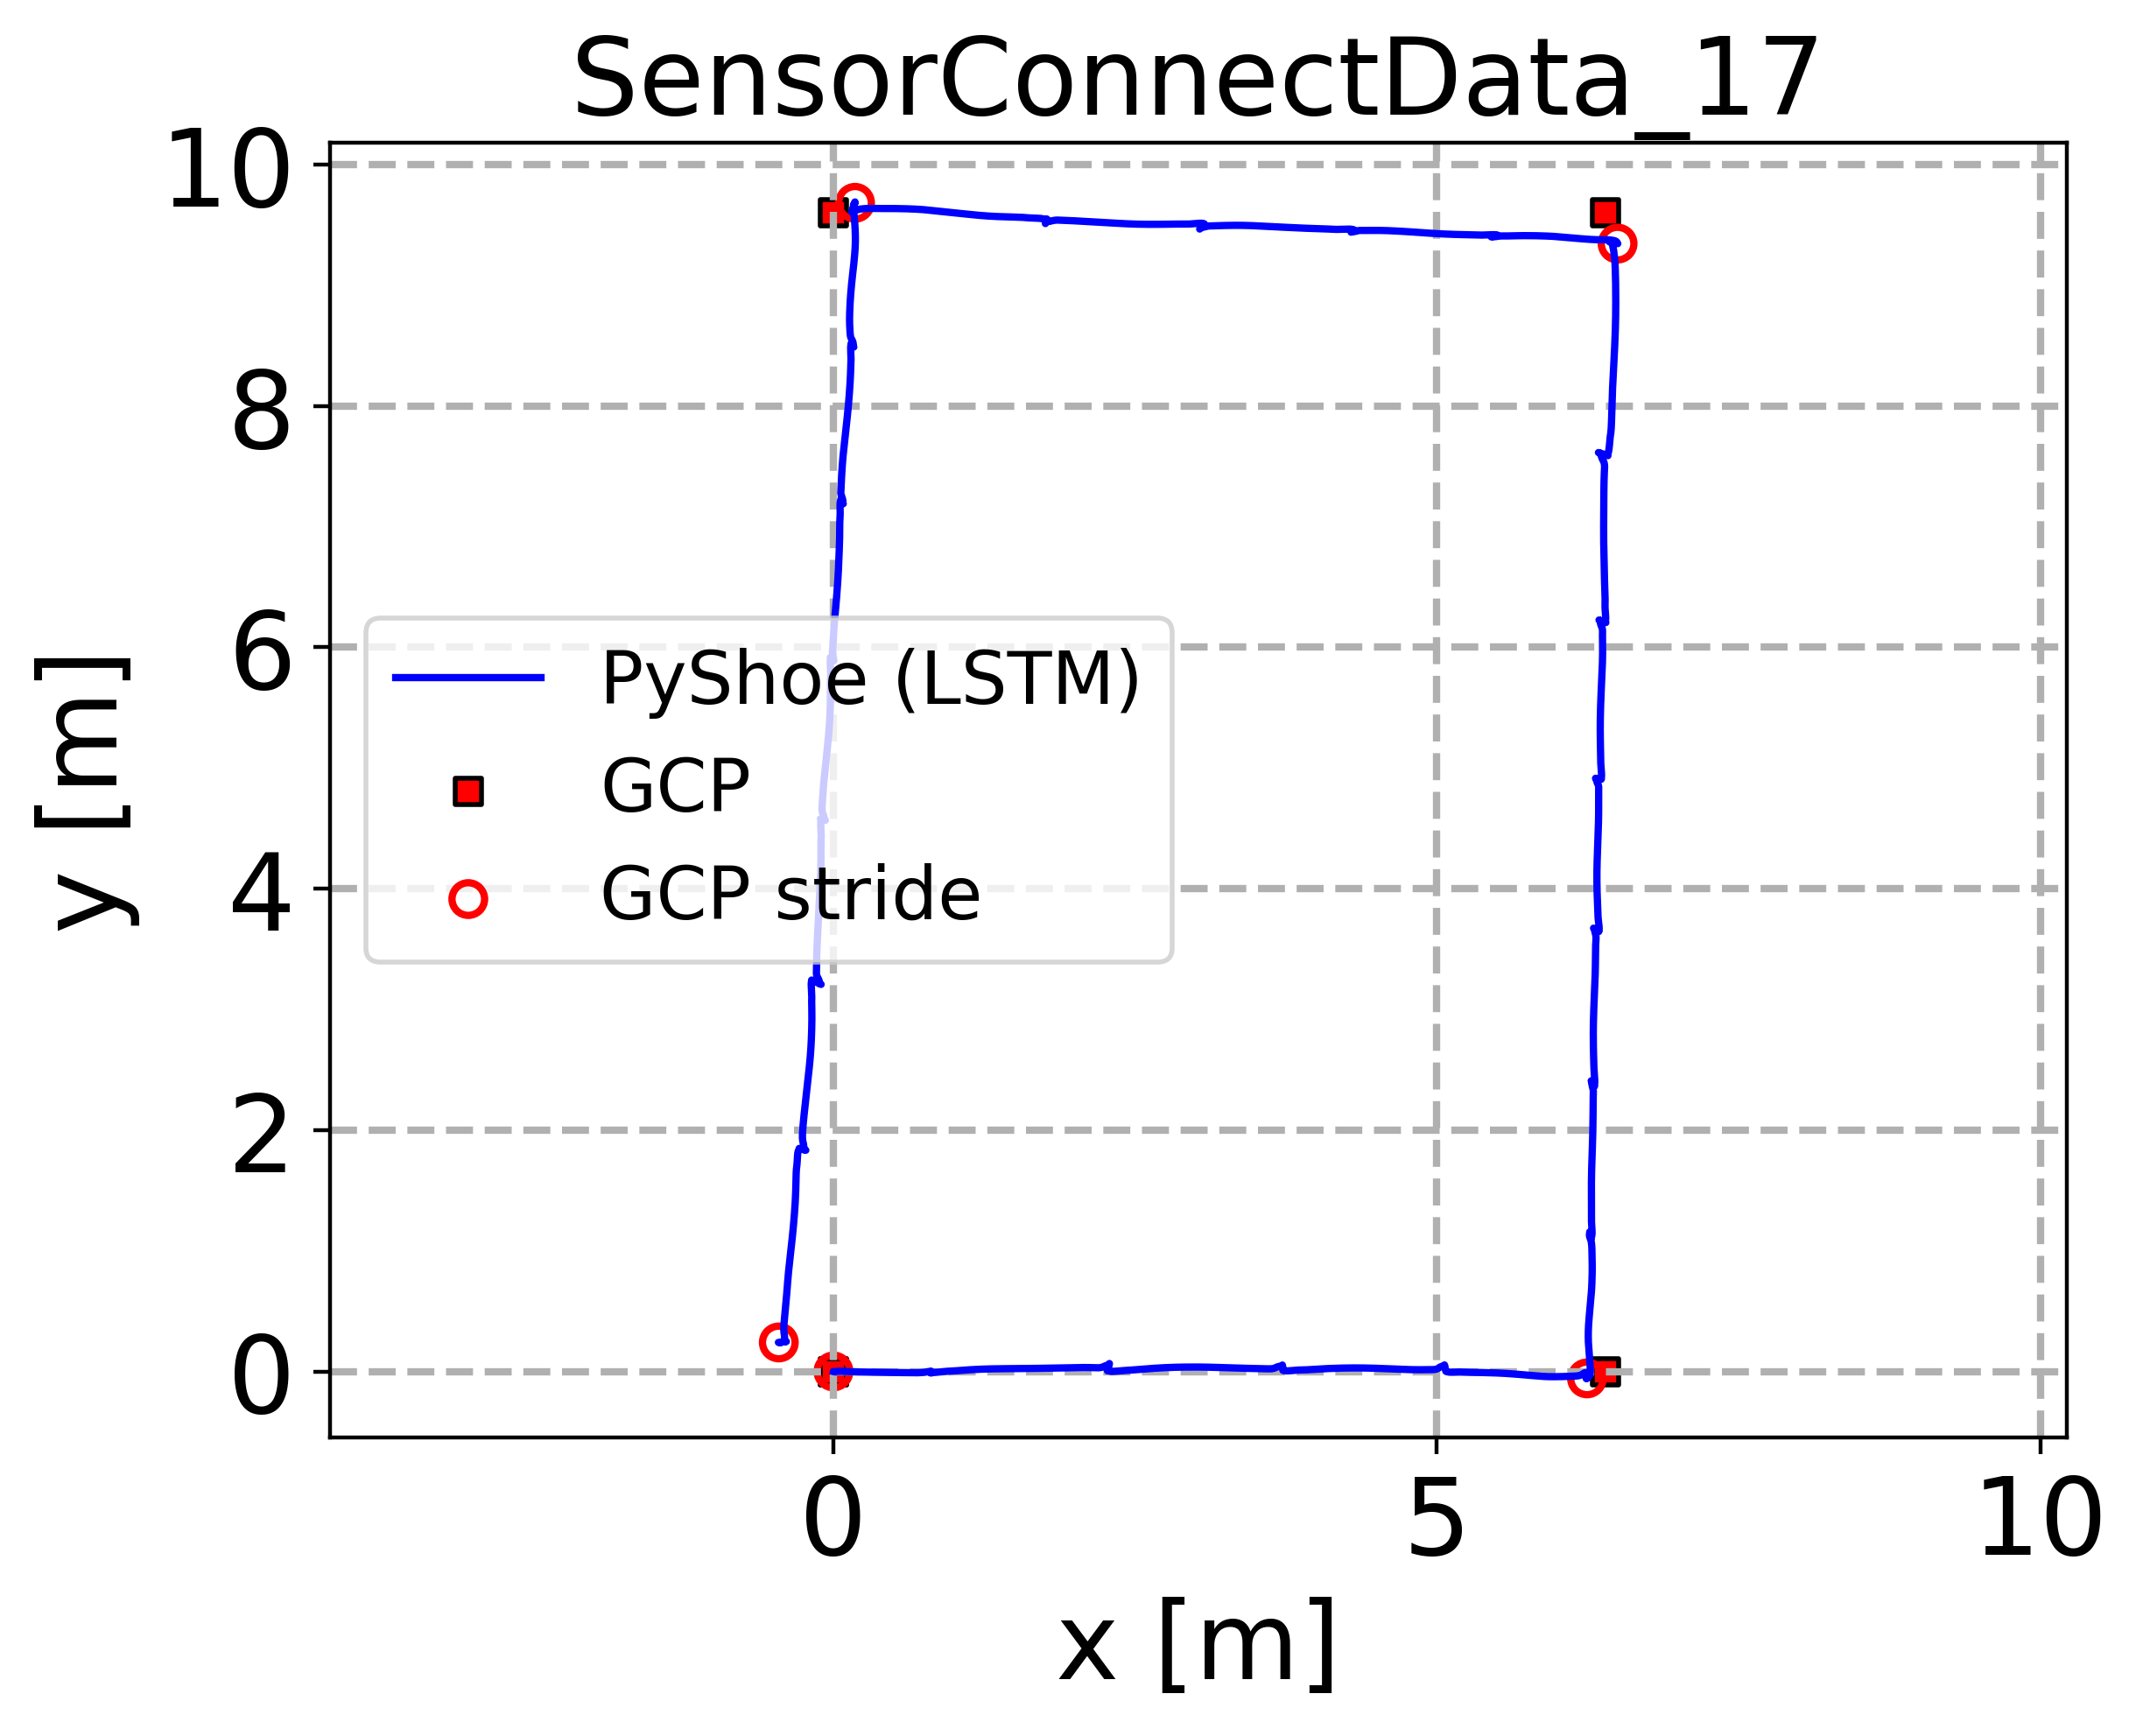 SensorConnectData_17
10
8
6
4
2
0
y [m]
PyShoe (LSTM)
GCP
GCP stride
0 5 10
x [m]